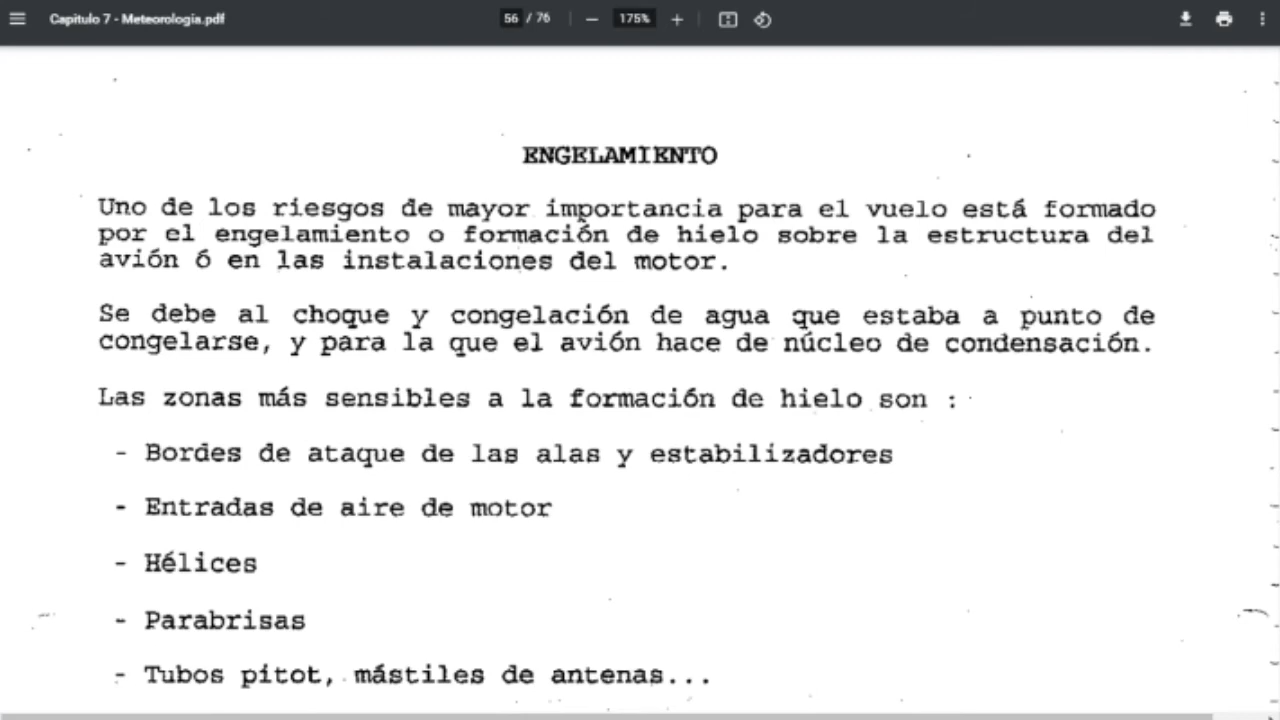 Capitulo 7 - Meteorologia.pdf
56 / 76
175%
ENGELAMIENTO
Uno de los riesgos de mayor importancia para el vuelo está formado
por el engelamiento o formación de hielo sobre la estructura del
avión ó en las instalaciones del motor.
Se debe al choque y congelación de agua que estaba a punto de
congelarse, y para la que el avión hace de núcleo de condensación.
Las zonas más sensibles a la formación de hielo son :
- Bordes de ataque de las alas y estabilizadores
- Entradas de aire de motor
- Hélices
- Parabrisas
- Tubos pitot, mástiles de antenas...